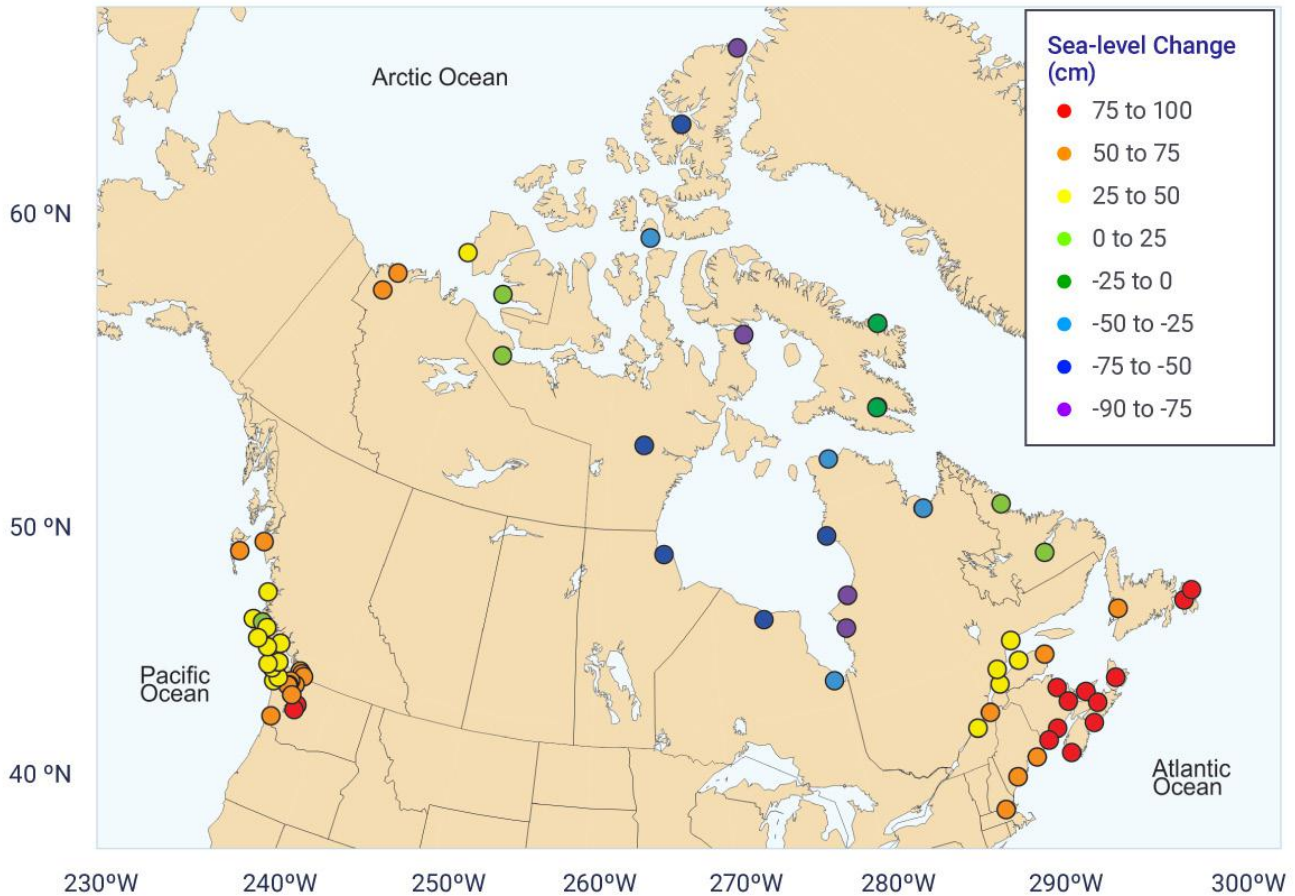 Arctic Ocean
Sea-level Change
(cm)
75 to 100
50 to 75
25 to 50
0 to 25
-25 to 0
-50 to -25
-75 to -50
-90 to -75
60 ºN
50 ºN
40 ºN
Pacific
Ocean
Atlantic
Ocean
230ºW 240ºW 250ºW 260ºW 270ºW 280ºW 290ºW 300ºW